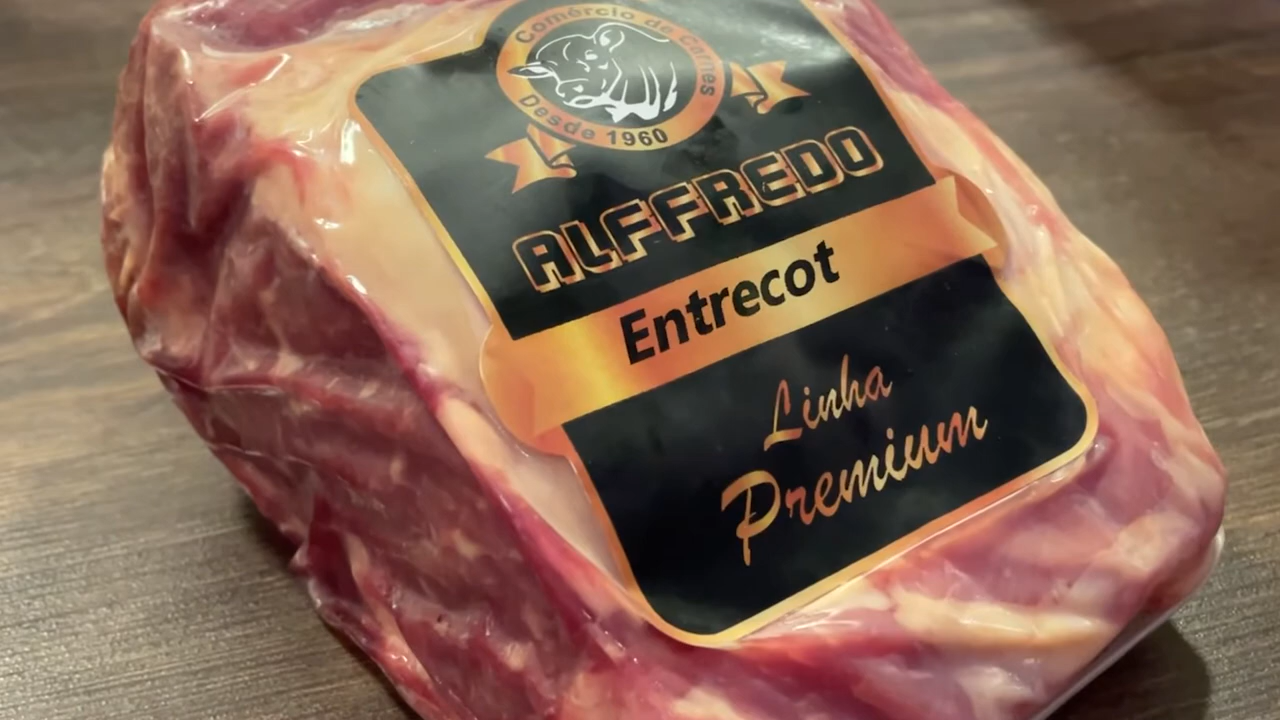 Comércio de Carnes
Desde 1960
ALFFREDO
Entrecot
Linha
Premium